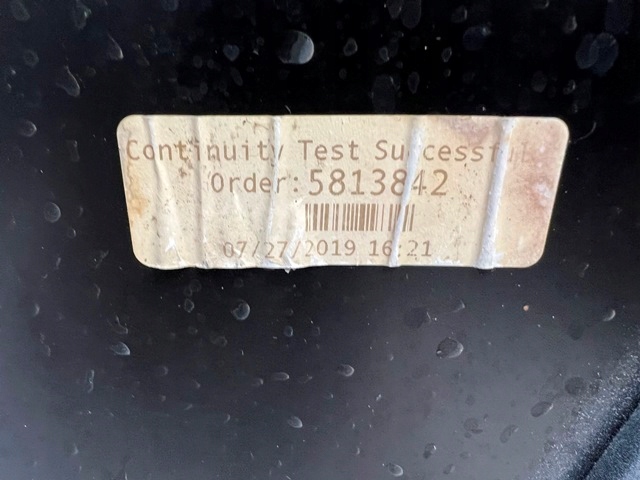 Continuity Test Successful
Order:5813842
07/27/2019 16:21